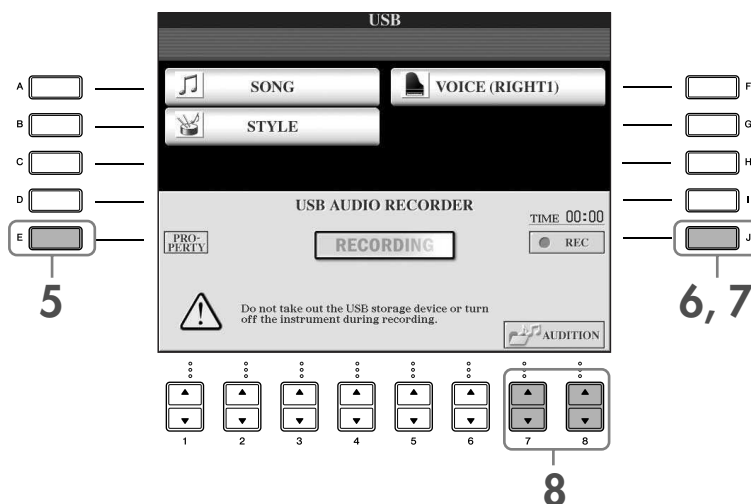 USB
A
SONG
VOICE (RIGHT1)
F
B
STYLE
G
C
H
D
USB AUDIO RECORDER
TIME 00:00
I
E
PRO-
PERTY
RECORDING
REC
J
5
6, 7
Do not take out the USB storage device or turn
off the instrument during recording.
AUDITION
1 2 3 4 5 6 7 8
8